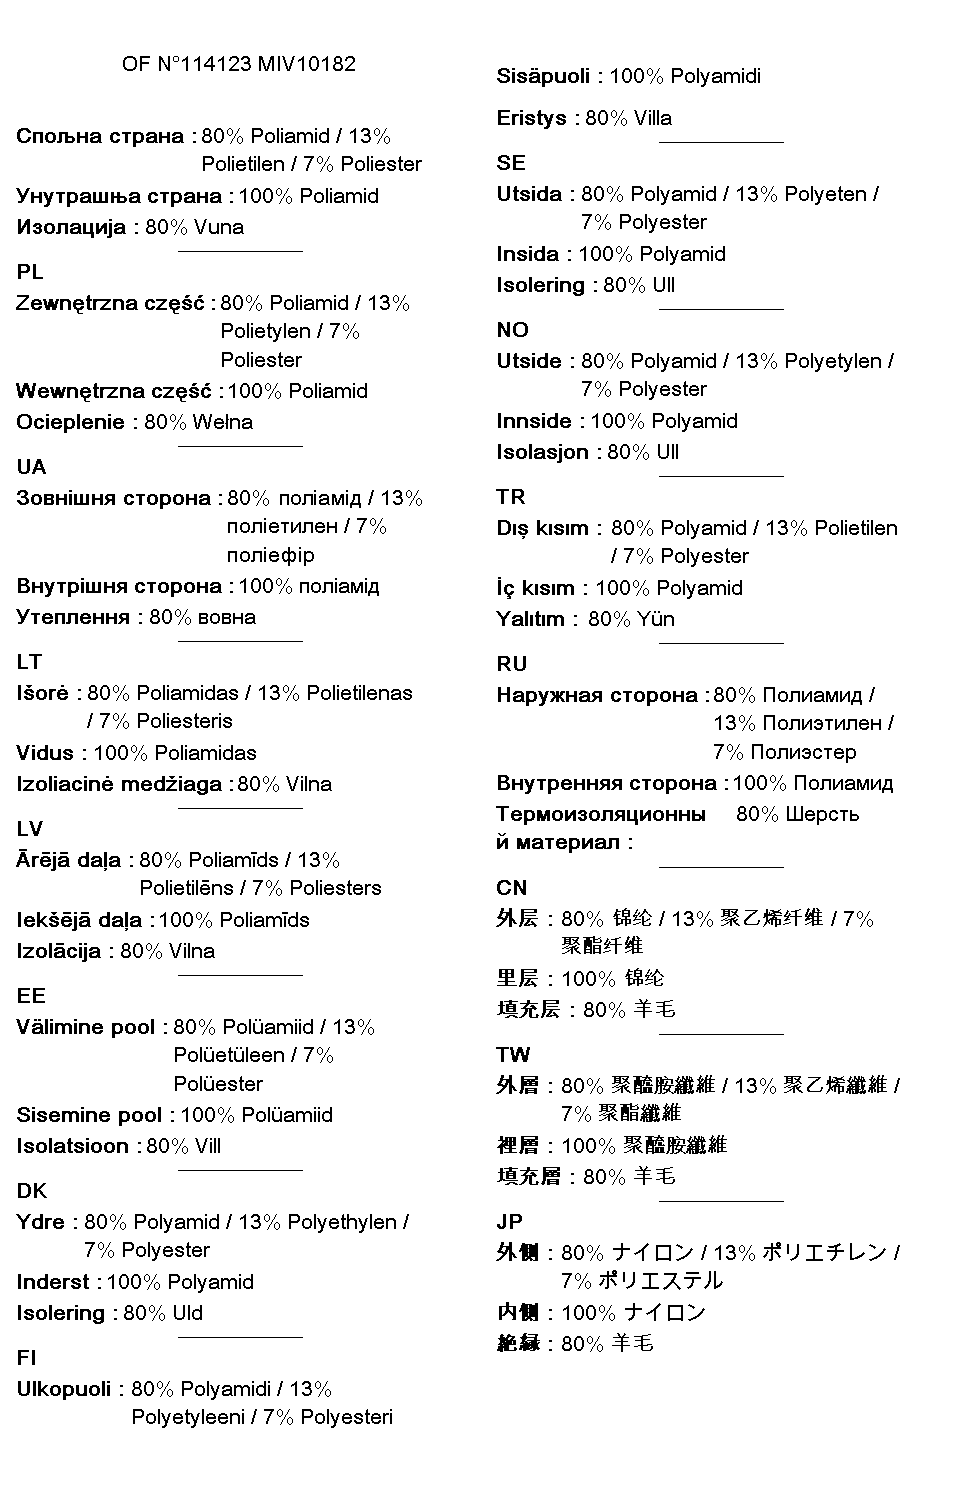 OF N°114123 MIV10182
Спољна страна : 80% Poliamid / 13%
Polietilen / 7% Poliester
Унутрашња страна : 100% Poliamid
Изолација : 80% Vuna
PL
Zewnętrzna część : 80% Poliamid / 13%
Polietylen / 7%
Poliester
Wewnętrzna część : 100% Poliamid
Ocieplenie : 80% Wełna
UA
Зовнішня сторона : 80% поліамід / 13%
поліетилен / 7%
поліефір
Внутрішня сторона : 100% поліамід
Утеплення : 80% вовна
LT
Išorė : 80% Poliamidas / 13% Polietilenas
/ 7% Poliesteris
Vidus : 100% Poliamidas
Izoliacinė medžiaga : 80% Vilna
LV
Ārējā daļa : 80% Poliamīds / 13%
Polietilēns / 7% Poliesters
Iekšējā daļa : 100% Poliamīds
Izolācija : 80% Vilna
EE
Välimine pool : 80% Polüamiid / 13%
Polüetüleen / 7%
Polüester
Sisemine pool : 100% Polüamiid
Isolatsioon : 80% Vill
DK
Ydre : 80% Polyamid / 13% Polyethylen /
7% Polyester
Inderst : 100% Polyamid
Isolering : 80% Uld
FI
Ulkopuoli : 80% Polyamidi / 13%
Polyetyleeni / 7% Polyesteri
Sisäpuoli : 100% Polyamidi
Eristys : 80% Villa
SE
Utsida : 80% Polyamid / 13% Polyeten /
7% Polyester
Insida : 100% Polyamid
Isolering : 80% Ull
NO
Utside : 80% Polyamid / 13% Polyetylen /
7% Polyester
Innside : 100% Polyamid
Isolasjon : 80% Ull
TR
Dış kısım : 80% Polyamid / 13% Polietilen
/ 7% Polyester
İç kısım : 100% Polyamid
Yalıtım : 80% Yün
RU
Наружная сторона : 80% Полиамид /
13% Полиэтилен /
7% Полиэстер
Внутренняя сторона : 100% Полиамид
Термоизоляционны 80% Шерсть
й материал :
CN
外层 : 80% 锦纶 / 13% 聚乙烯纤维 / 7%
聚酯纤维
里层 : 100% 锦纶
填充层 : 80% 羊毛
TW
外層 : 80% 聚醯胺纖維 / 13% 聚乙烯纖維 /
7% 聚酯纖維
裡層 : 100% 聚醯胺纖維
填充層 : 80% 羊毛
JP
外側 : 80% ナイロン / 13% ポリエチレン /
7% ポリエステル
内側 : 100% ナイロン
絶縁 : 80% 羊毛